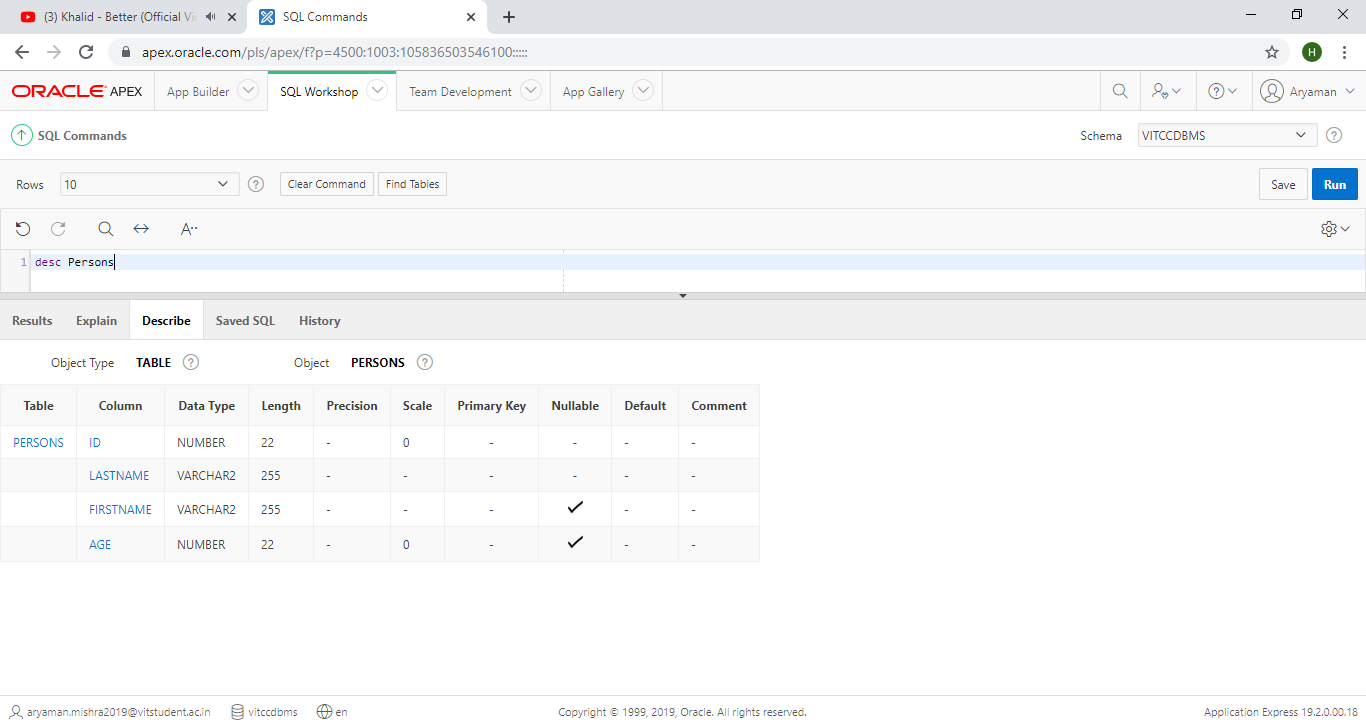 (3) Khalid - Better (Official Vi
SQL Commands
apex.oracle.com/pls/apex/f?p=4500:1003:105836503546100:::::
H
ORACLE APEX
App Builder
SQL Workshop
Team Development
App Gallery
Aryaman
SQL Commands
Schema
VITCCDBMS
Rows
10
Clear Command
Find Tables
Save
Run
A··
1 desc Persons
Results Explain Describe Saved SQL History
Object Type TABLE Object PERSONS
Table Column Data Type Length Precision Scale Primary Key Nullable Default Comment
PERSONS ID NUMBER 22 - 0 - - - -
LASTNAME VARCHAR2 255 - - - - - -
FIRSTNAME VARCHAR2 255 - - - ✓ - -
AGE NUMBER 22 - 0 - ✓ - -
aryaman.mishra2019@vitstudent.ac.in vitccdbms en
Copyright © 1999, 2019, Oracle. All rights reserved.
Application Express 19.2.0.00.18